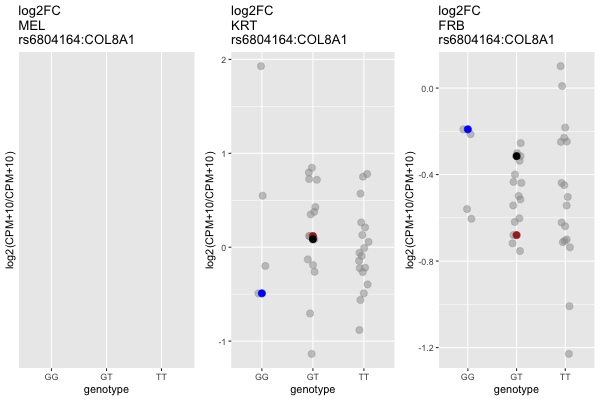 log2FC
MEL
rs6804164:COL8A1
log2(CPM+10/CPM+10)
GG GT TT
genotype
log2FC
KRT
rs6804164:COL8A1
log2(CPM+10/CPM+10)
2
1
0
-1
GG GT TT
genotype
log2FC
FRB
rs6804164:COL8A1
log2(CPM+10/CPM+10)
0.0
-0.4
-0.8
-1.2
GG GT TT
genotype